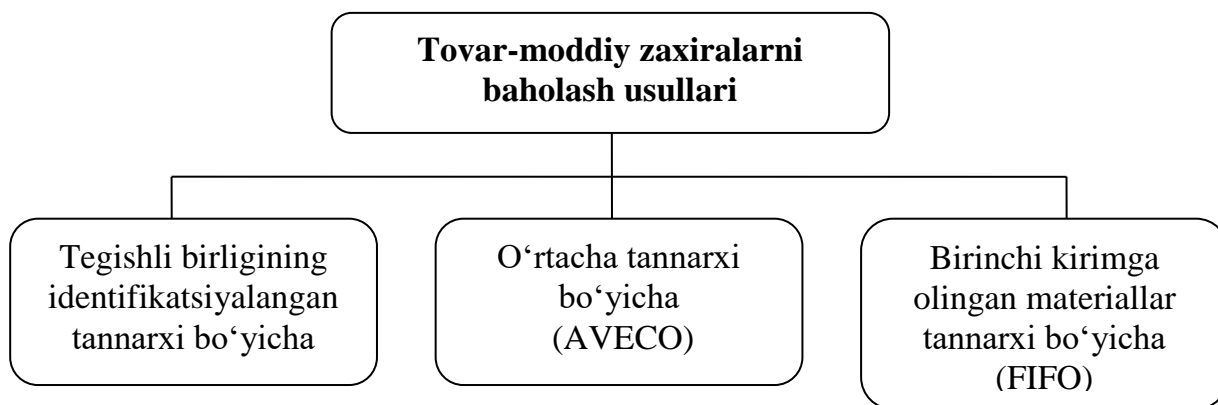 Tovar-moddiy zaxiralarni
baholash usullari
Tegishli birligining
identifikatsiyalangan
tannarxi bo‘yicha
O‘rtacha tannarxi
bo‘yicha
(AVECO)
Birinchi kirimga
olingan materiallar
tannarxi bo‘yicha
(FIFO)